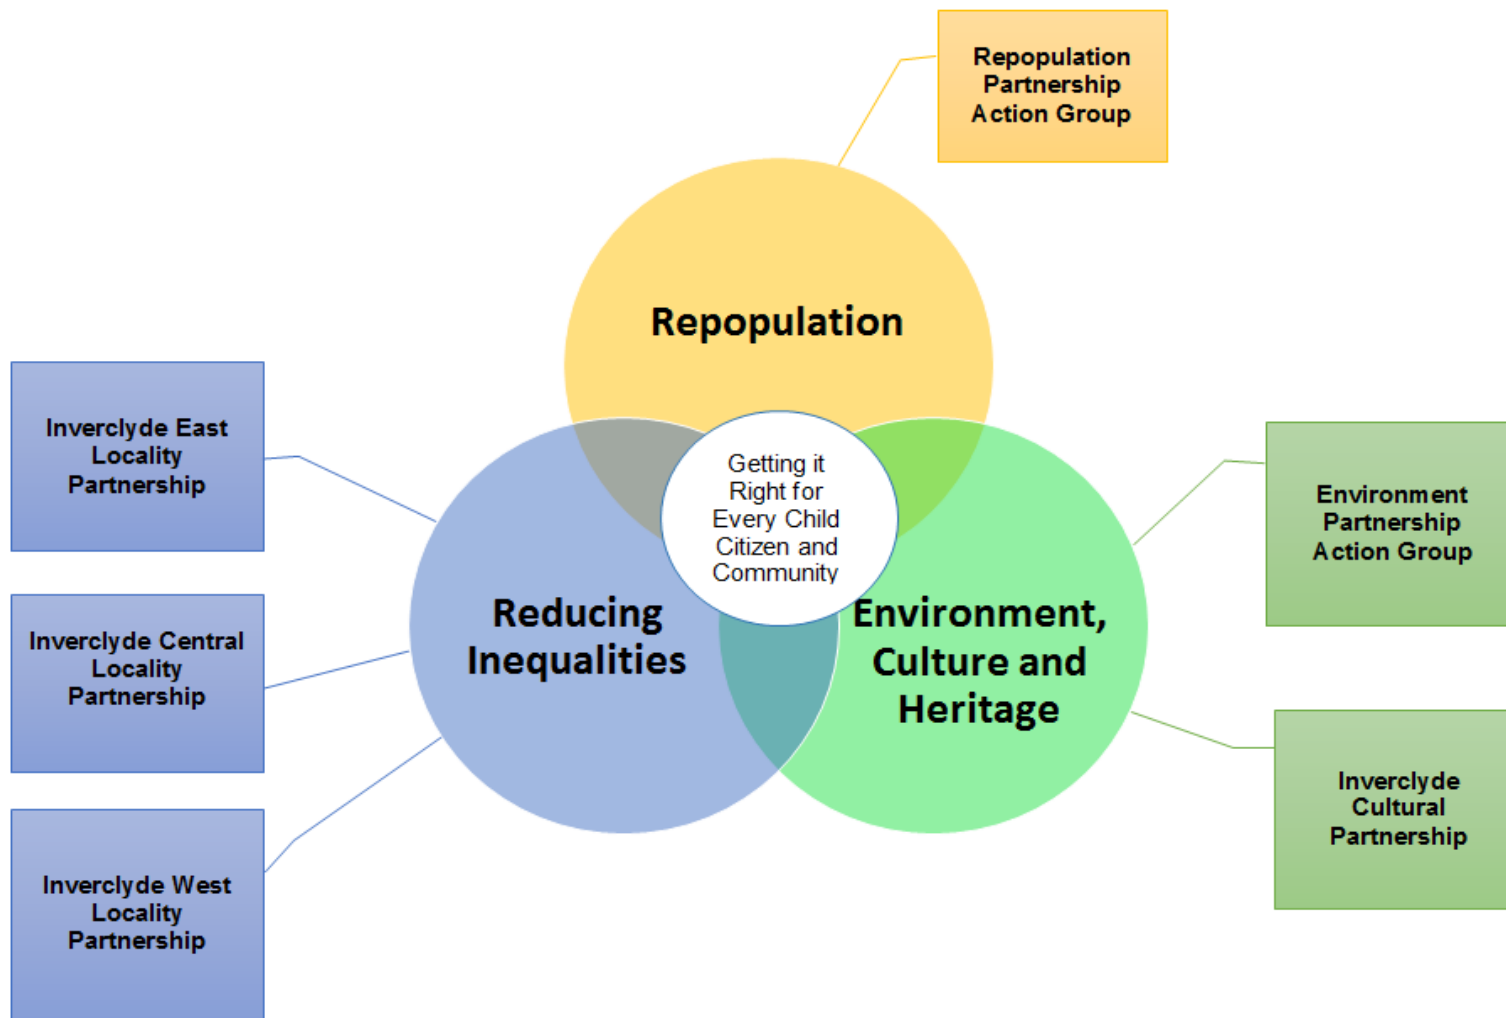 Repopulation
Partnership
Action Group
Repopulation
Inverclyde East
Locality
Partnership
Getting it
Right for
Every Child
Citizen and
Community
Environment
Partnership
Action Group
Reducing
Inequalities
Environment,
Culture and
Heritage
Inverclyde Central
Locality
Partnership
Inverclyde
Cultural
Partnership
Inverclyde West
Locality
Partnership